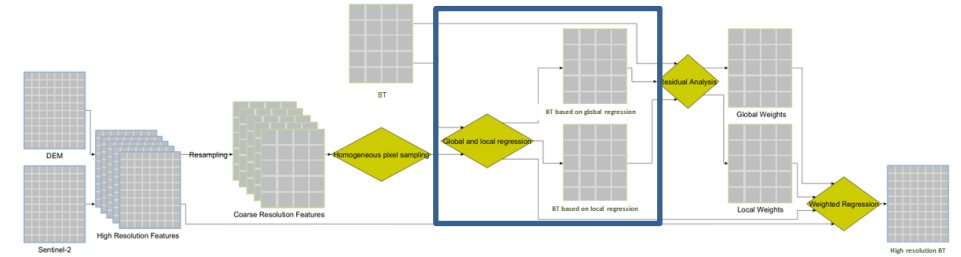 DEM
Sentinel-2
High Resolution Features
Resampling
Coarse Resolution Features
Homogeneous pixel sampling
BT
Global and local regression
BT based on global regression
BT based on local regression
Residual Analysis
Global Weights
Local Weights
Weighted Regression
High resolution BT